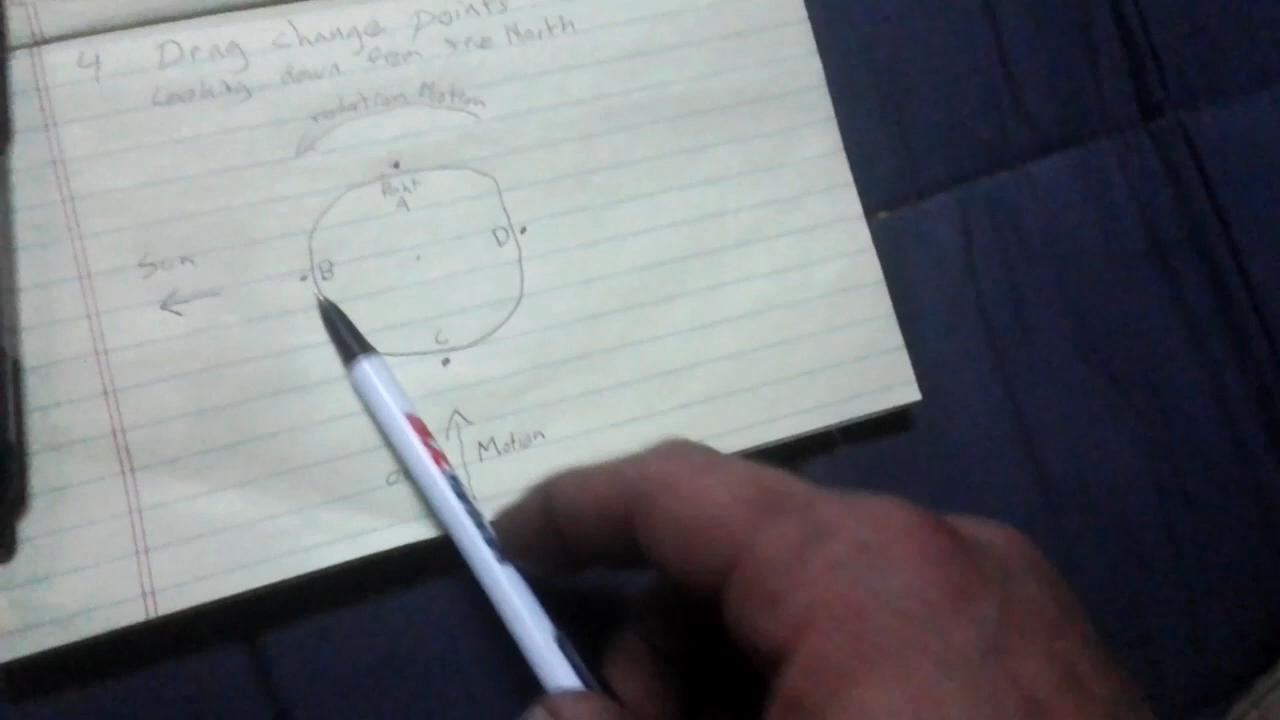 4 Drag change points
Looking down from the North
rotation Motion
Point
A
D
Sun
B
C
Motion